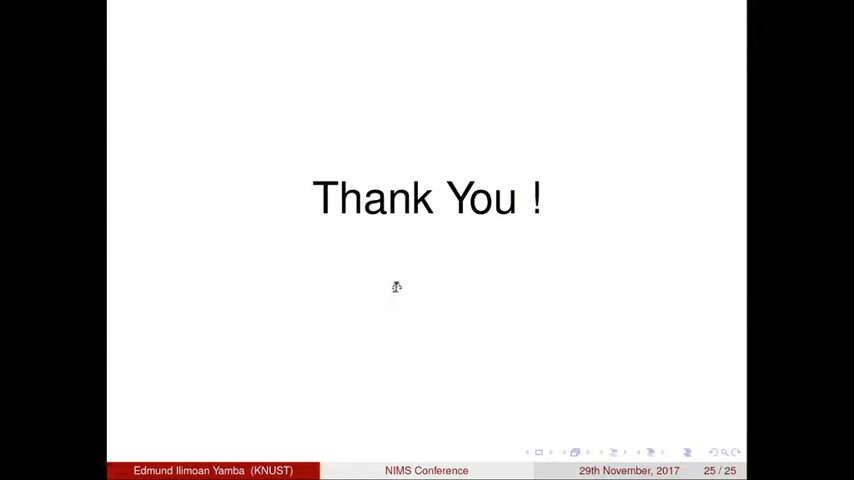 Thank You !
Edmund Ilimoan Yamba (KNUST) NIMS Conference 29th November, 2017 25 / 25